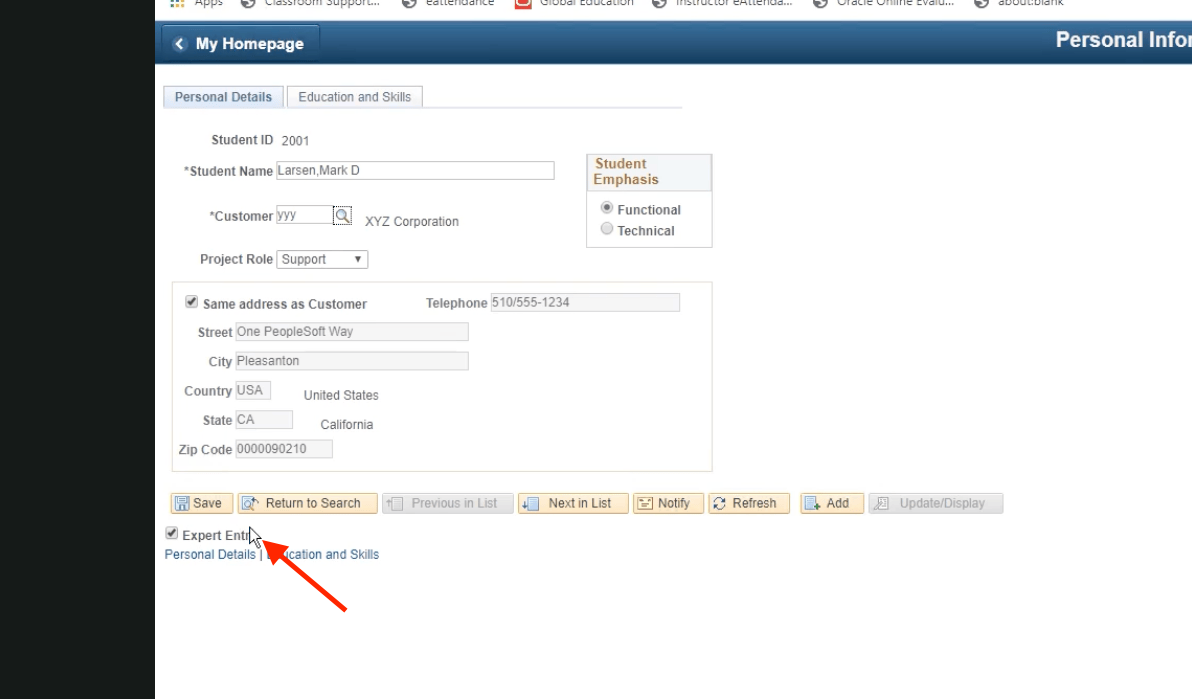 Apps Classroom Support... eattendance Global Education Instructor eAttenda... Oracle Online Evalu... about:blank
My Homepage Personal Infor
Personal Details Education and Skills
Student ID 2001
*Student Name Larsen,Mark D
Student
Emphasis
Functional
Technical
*Customer yyy XYZ Corporation
Project Role Support
Same address as Customer Telephone 510/555-1234
Street One PeopleSoft Way
City Pleasanton
Country USA United States
State CA California
Zip Code 0000090210
Save Return to Search Previous in List Next in List Notify Refresh Add Update/Display
Expert Entr
Personal Details | Education and Skills